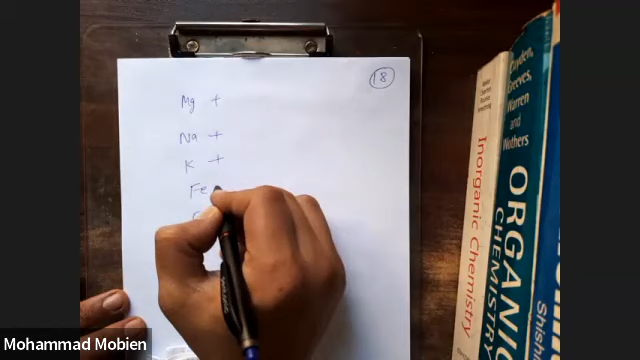 18
Mg +
Na +
K +
Fe
Inorganic Chemistry
Clayden,
Greeves,
Warren
and
Wothers
ORGANIC
CHEMISTRY
Mohammad Mobien